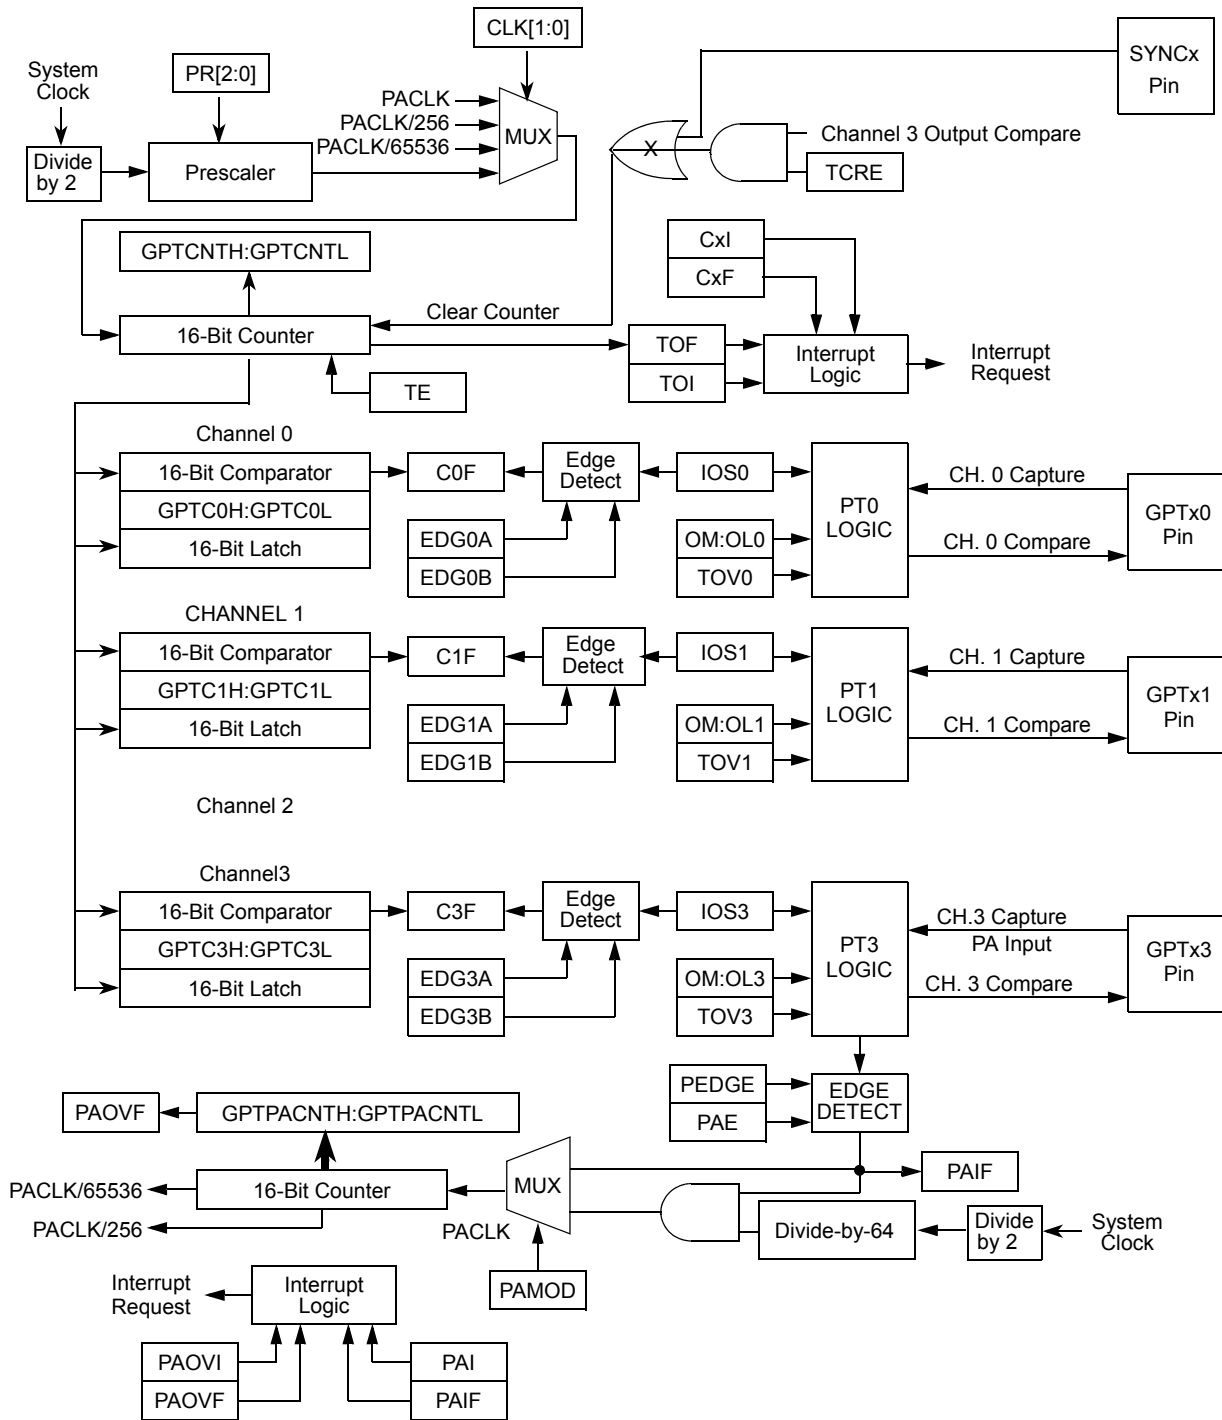 CLK[1:0]
SYNCx
Pin
System
Clock
PR[2:0]
PACLK
PACLK/256
PACLK/65536
MUX
X
Channel 3 Output Compare
TCRE
Divide
by 2
Prescaler
GPTCNTH:GPTCNTL
CxI
CxF
Clear Counter
16-Bit Counter
TOF
TOI
Interrupt
Logic
Interrupt
Request
TE
Channel 0
16-Bit Comparator
GPTC0H:GPTC0L
16-Bit Latch
C0F
Edge
Detect
IOS0
EDG0A
EDG0B
OM:OL0
TOV0
PT0
LOGIC
CH. 0 Capture
CH. 0 Compare
GPTx0
Pin
CHANNEL 1
16-Bit Comparator
GPTC1H:GPTC1L
16-Bit Latch
C1F
Edge
Detect
IOS1
EDG1A
EDG1B
OM:OL1
TOV1
PT1
LOGIC
CH. 1 Capture
CH. 1 Compare
GPTx1
Pin
Channel 2
Channel3
16-Bit Comparator
GPTC3H:GPTC3L
16-Bit Latch
C3F
Edge
Detect
IOS3
EDG3A
EDG3B
OM:OL3
TOV3
PT3
LOGIC
CH.3 Capture
PA Input
CH. 3 Compare
GPTx3
Pin
PEDGE
PAE
EDGE
DETECT
PAOVF
GPTPACNTH:GPTPACNTL
PACLK/65536
16-Bit Counter
PACLK/256
PACLK
MUX
PAIF
Divide-by-64
Divide
by 2
System
Clock
PAMOD
Interrupt
Request
Interrupt
Logic
PAOVI
PAOVF
PAI
PAIF